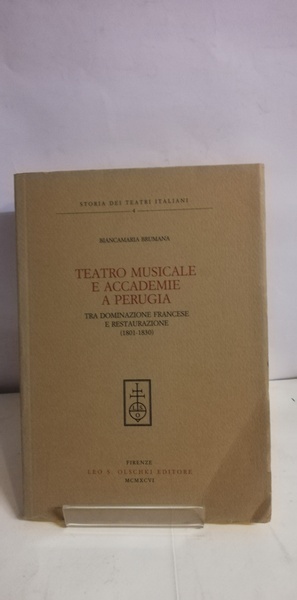 STORIA DEI TEATRI ITALIANI
BIANCAMARIA BRUMANA
TEATRO MUSICALE
E ACCADEMIE
A PERUGIA
TRA DOMINAZIONE FRANCESE
E RESTAURAZIONE
(1801-1830)
FIRENZE
LEO S. OLSCHKI EDITORE
MCMXCVI